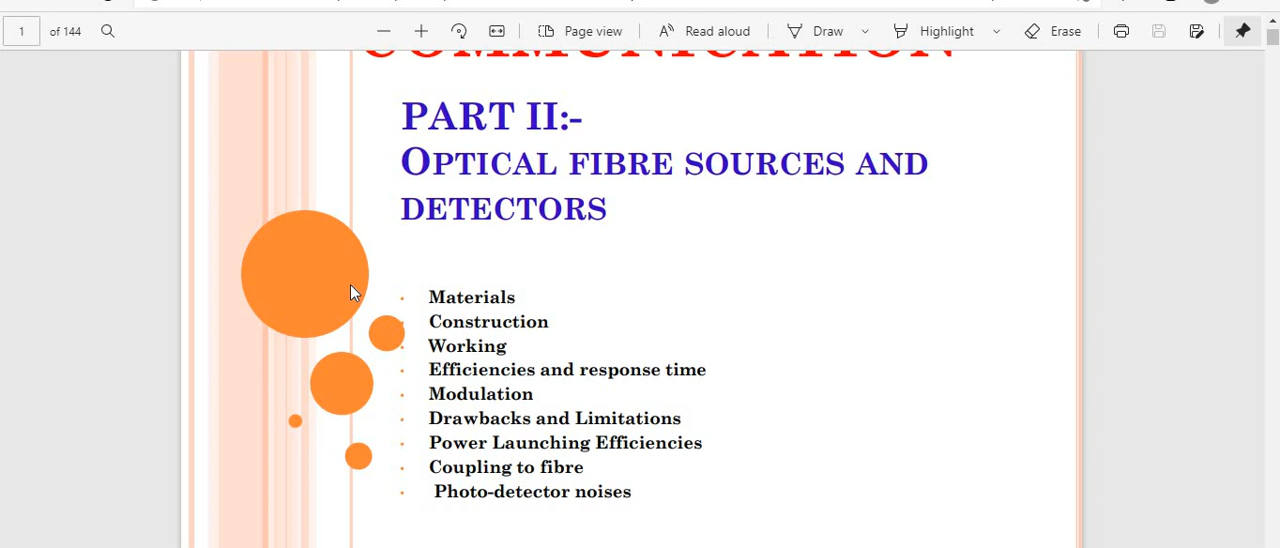 1 of 144 Page view Read aloud Draw Highlight Erase
COMMUNICATION
PART II:-
OPTICAL FIBRE SOURCES AND
DETECTORS
• Materials
• Construction
• Working
• Efficiencies and response time
• Modulation
• Drawbacks and Limitations
• Power Launching Efficiencies
• Coupling to fibre
• Photo-detector noises